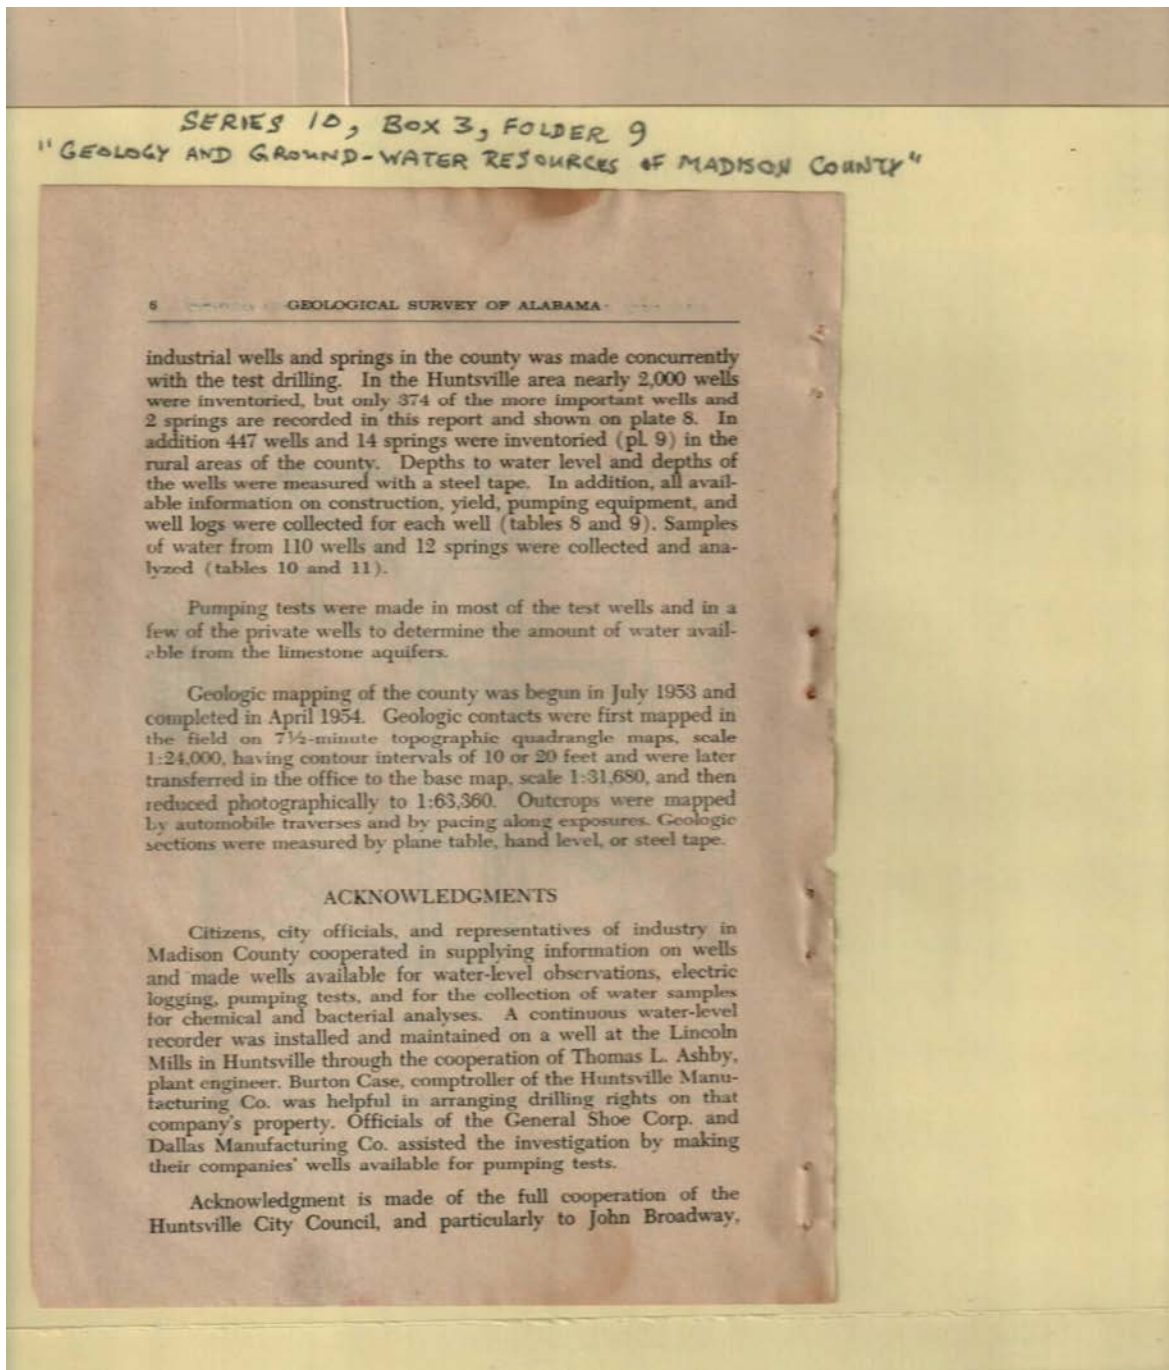 SERIES 10, BOX 3, FOLDER 9
"GEOLOGY AND GROUND-WATER RESOURCES OF MADISON COUNTY"
6 GEOLOGICAL SURVEY OF ALABAMA
industrial wells and springs in the county was made concurrently
with the test drilling. In the Huntsville area nearly 2,000 wells
were inventoried, but only 374 of the more important wells and
2 springs are recorded in this report and shown on plate 8. In
addition 447 wells and 14 springs were inventoried (pl. 9) in the
rural areas of the county. Depths to water level and depths of
the wells were measured with a steel tape. In addition, all avail-
able information on construction, yield, pumping equipment, and
well logs were collected for each well (tables 8 and 9). Samples
of water from 110 wells and 12 springs were collected and ana-
lyzed (tables 10 and 11).
Pumping tests were made in most of the test wells and in a
few of the private wells to determine the amount of water avail-
able from the limestone aquifers.
Geologic mapping of the county was begun in July 1953 and
completed in April 1954. Geologic contacts were first mapped in
the field on 7½-minute topographic quadrangle maps, scale
1:24,000, having contour intervals of 10 or 20 feet and were later
transferred in the office to the base map, scale 1:31,680, and then
reduced photographically to 1:63,360. Outcrops were mapped
by automobile traverses and by pacing along exposures. Geologic
sections were measured by plane table, hand level, or steel tape.
ACKNOWLEDGMENTS
Citizens, city officials, and representatives of industry in
Madison County cooperated in supplying information on wells
and made wells available for water-level observations, electric
logging, pumping tests, and for the collection of water samples
for chemical and bacterial analyses. A continuous water-level
recorder was installed and maintained on a well at the Lincoln
Mills in Huntsville through the cooperation of Thomas L. Ashby,
plant engineer. Burton Case, comptroller of the Huntsville Manu-
facturing Co. was helpful in arranging drilling rights on that
company's property. Officials of the General Shoe Corp. and
Dallas Manufacturing Co. assisted the investigation by making
their companies' wells available for pumping tests.
Acknowledgment is made of the full cooperation of the
Huntsville City Council, and particularly to John Broadway,